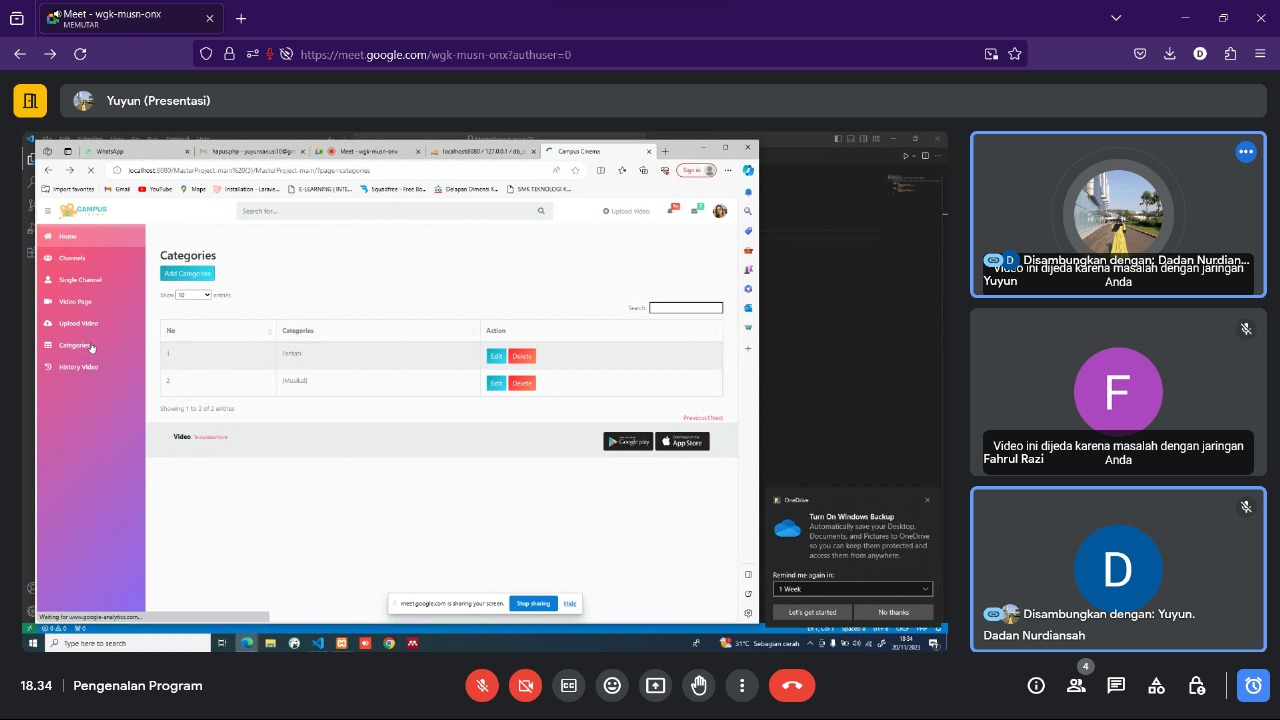 Meet - wgk-musn-onx
MEMUTAR
https://meet.google.com/wgk-musn-onx?authuser=0
D
Yuyun (Presentasi)
WhatsApp
hapus.php - yuyunsanusi10@gm
Meet - wgk-musn-onx
localhost:8080 / 127.0.0.1 / db_i
Campus Cinema
localhost:8080/MasterProject-main%20(3)/MasterProject-main/?page=categories
Sign in
Import favorites
Gmail
YouTube
Maps
Installation - Larave...
E-LEARNING | INTE...
Squadfree - Free Bo...
Delapan Dimensi K...
SMK TEKNOLOGI K...
CAMPUS
Search for...
Upload Video
Home
Channels
Single Channel
Video Page
Upload Video
Categories
History Video
Categories
Add Categories
Show 10 entries
Search:
No Categories Action
1 Fantasi Edit Delete
2 (Musikal) Edit Delete
Showing 1 to 2 of 2 entries
Previous1Next
Video. TemplatesPoint
Google play
App Store
Waiting for www.google-analytics.com...
meet.google.com is sharing your screen.
Stop sharing
Hide
OneDrive
Turn On Windows Backup
Automatically save your Desktop,
Documents, and Pictures to OneDrive
so you can keep them protected and
access them from anywhere.
Remind me again in:
1 Week
Let's get started
No thanks
Type here to search
31°C Sebagian cerah
18:34
20/11/2023
D Disambungkan dengan: Dadan Nurdian...
Video ini dijeda karena masalah dengan jaringan
Anda
Yuyun
F
Video ini dijeda karena masalah dengan jaringan
Anda
Fahrul Razi
D
Disambungkan dengan: Yuyun.
Dadan Nurdiansah
18.34
Pengenalan Program
4